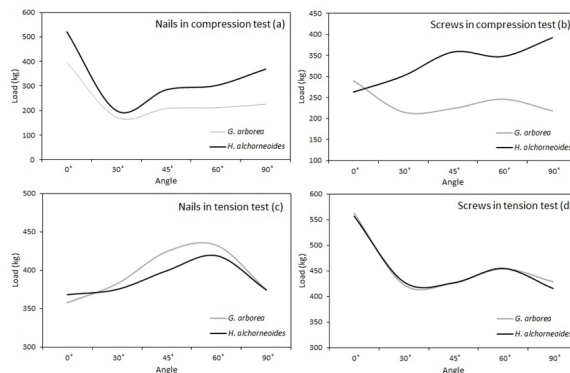 Nails in compression test (a)
600
500
400
300
200
100
0
Load (kg)
G. arborea
H. alchorneoides
0˚ 30˚ 45˚ 60˚ 90˚
Angle
Screws in compression test (b)
450
400
350
300
250
200
150
100
Load (kg)
G. arborea
H. alchorneoides
0˚ 30˚ 45˚ 60˚ 90˚
Angle
Nails in tension test (c)
500
450
400
350
300
Load (kg)
G. arborea
H. alchorneoides
0˚ 30˚ 45˚ 60˚ 90˚
Angle
Screws in tension test (d)
600
550
500
450
400
350
300
Load (kg)
G. arborea
H. alchorneoides
0˚ 30˚ 45˚ 60˚ 90˚
Angle